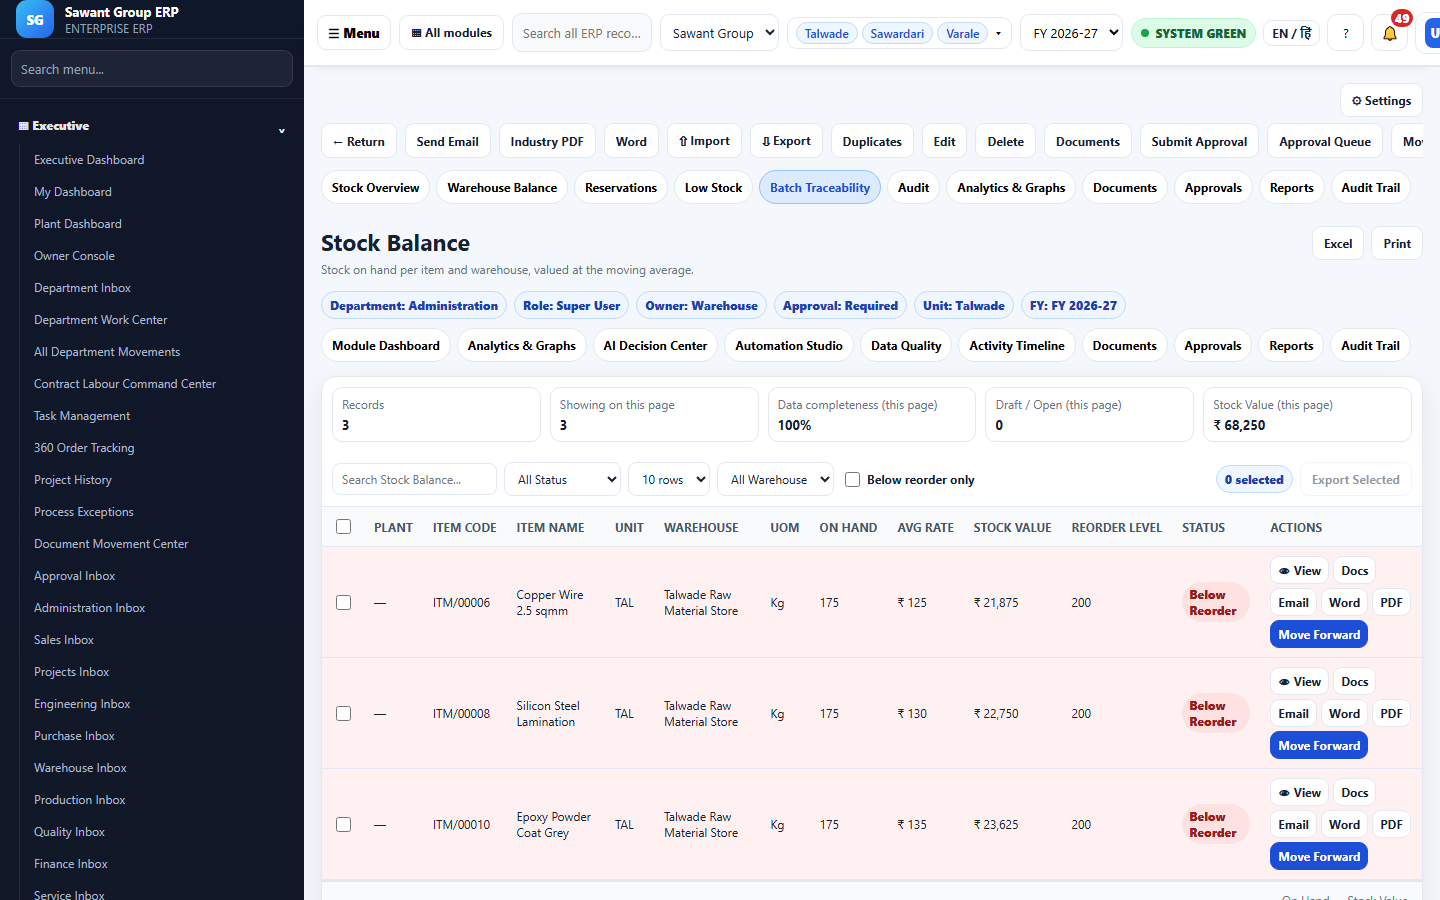 SG
Sawant Group ERP
ENTERPRISE ERP
Search menu...
Executive
Executive Dashboard
My Dashboard
Plant Dashboard
Owner Console
Department Inbox
Department Work Center
All Department Movements
Contract Labour Command Center
Task Management
360 Order Tracking
Project History
Process Exceptions
Document Movement Center
Approval Inbox
Administration Inbox
Sales Inbox
Projects Inbox
Engineering Inbox
Purchase Inbox
Warehouse Inbox
Production Inbox
Quality Inbox
Finance Inbox
Service Inbox
☰ Menu
All modules
Search all ERP reco...
Sawant Group
Talwade Sawardari Varale
FY 2026-27
SYSTEM GREEN
EN / हिं
?
49
U
⚙ Settings
← Return Send Email Industry PDF Word ⇧ Import ⇩ Export Duplicates Edit Delete Documents Submit Approval Approval Queue Mov
Stock Overview Warehouse Balance Reservations Low Stock Batch Traceability Audit Analytics & Graphs Documents Approvals Reports Audit Trail
Stock Balance
Excel Print
Stock on hand per item and warehouse, valued at the moving average.
Department: Administration Role: Super User Owner: Warehouse Approval: Required Unit: Talwade FY: FY 2026-27
Module Dashboard Analytics & Graphs AI Decision Center Automation Studio Data Quality Activity Timeline Documents Approvals Reports Audit Trail
Records Showing on this page Data completeness (this page) Draft / Open (this page) Stock Value (this page)
3 3 100% 0 ₹ 68,250
Search Stock Balance... All Status 10 rows All Warehouse Below reorder only 0 selected Export Selected
PLANT ITEM CODE ITEM NAME UNIT WAREHOUSE UOM ON HAND AVG RATE STOCK VALUE REORDER LEVEL STATUS ACTIONS
— ITM/00006 Copper Wire 2.5 sqmm TAL Talwade Raw Material Store Kg 175 ₹ 125 ₹ 21,875 200 Below Reorder View Docs Email Word PDF Move Forward
— ITM/00008 Silicon Steel Lamination TAL Talwade Raw Material Store Kg 175 ₹ 130 ₹ 22,750 200 Below Reorder View Docs Email Word PDF Move Forward
— ITM/00010 Epoxy Powder Coat Grey TAL Talwade Raw Material Store Kg 175 ₹ 135 ₹ 23,625 200 Below Reorder View Docs Email Word PDF Move Forward
On Hand Stock Value